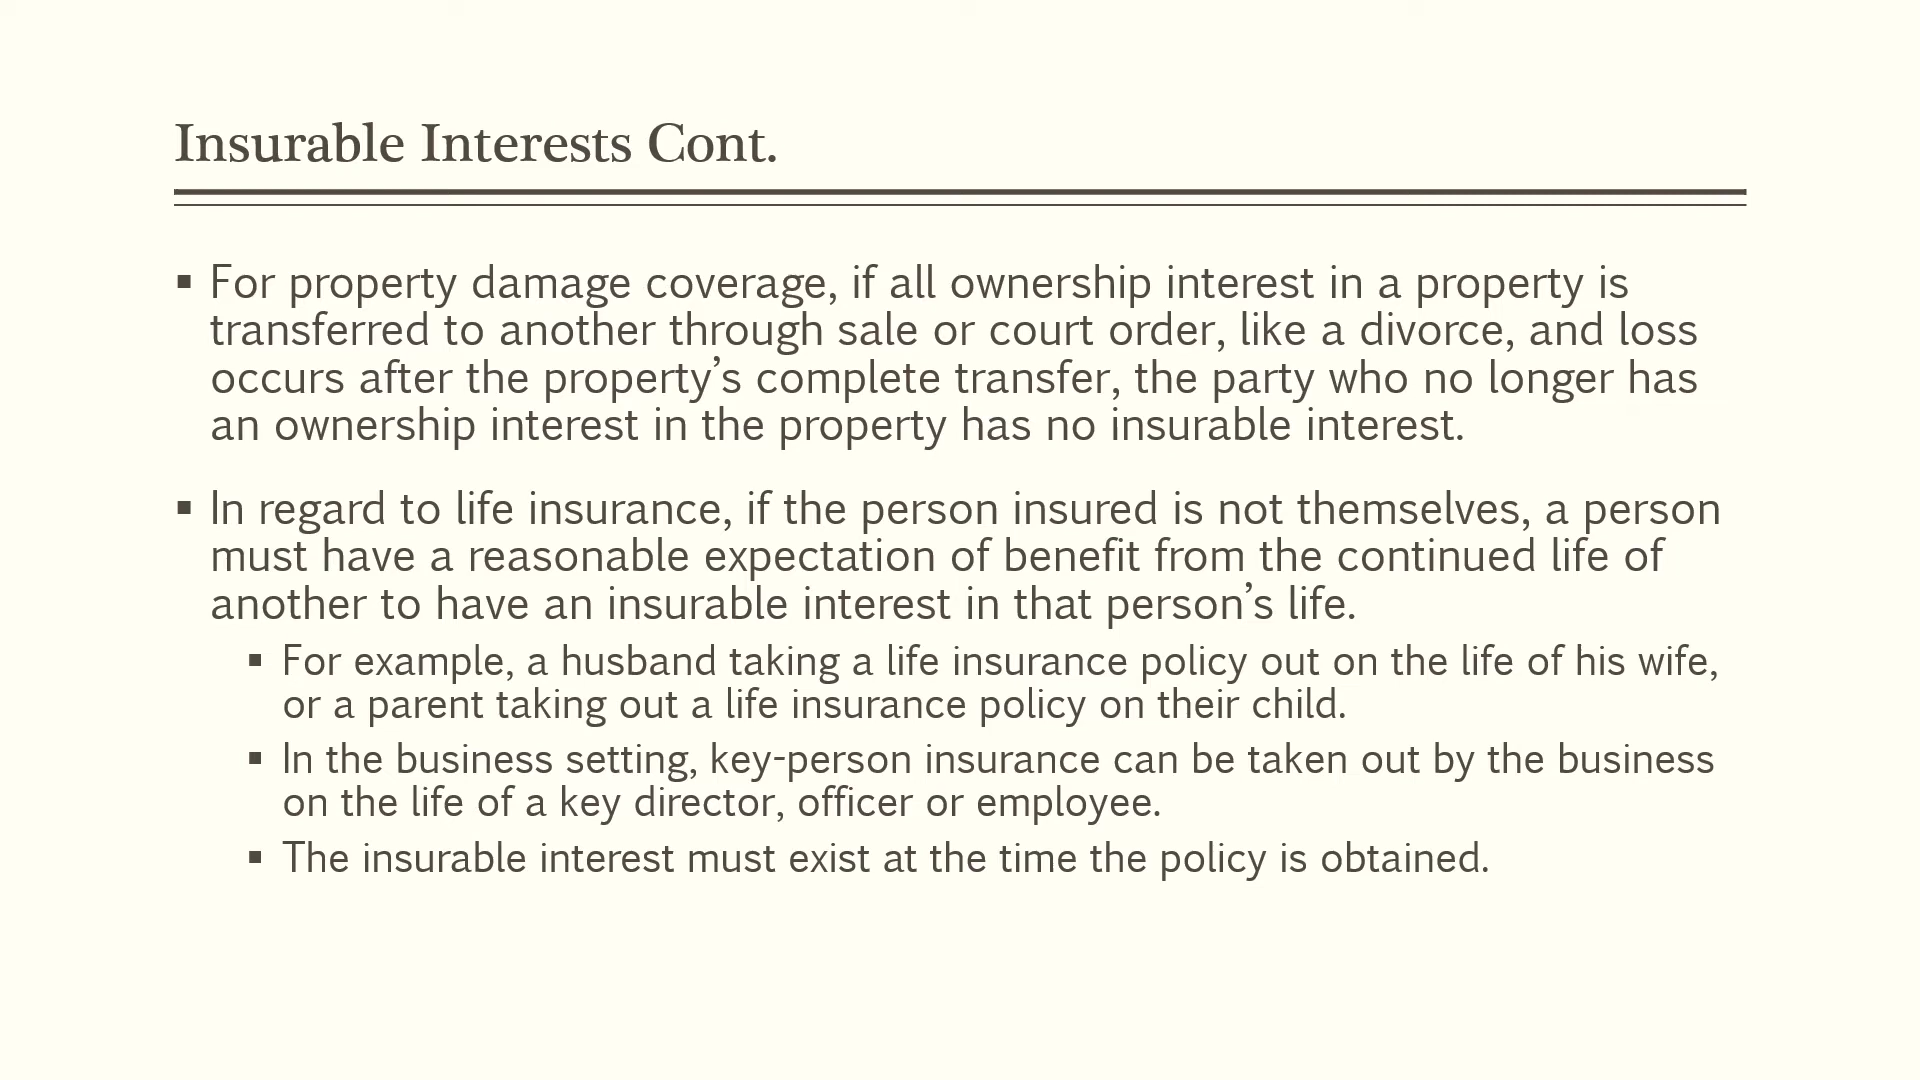 Insurable Interests Cont.
▪ For property damage coverage, if all ownership interest in a property is
transferred to another through sale or court order, like a divorce, and loss
occurs after the property’s complete transfer, the party who no longer has
an ownership interest in the property has no insurable interest.
▪ In regard to life insurance, if the person insured is not themselves, a person
must have a reasonable expectation of benefit from the continued life of
another to have an insurable interest in that person’s life.
▪ For example, a husband taking a life insurance policy out on the life of his wife,
or a parent taking out a life insurance policy on their child.
▪ In the business setting, key-person insurance can be taken out by the business
on the life of a key director, officer or employee.
▪ The insurable interest must exist at the time the policy is obtained.